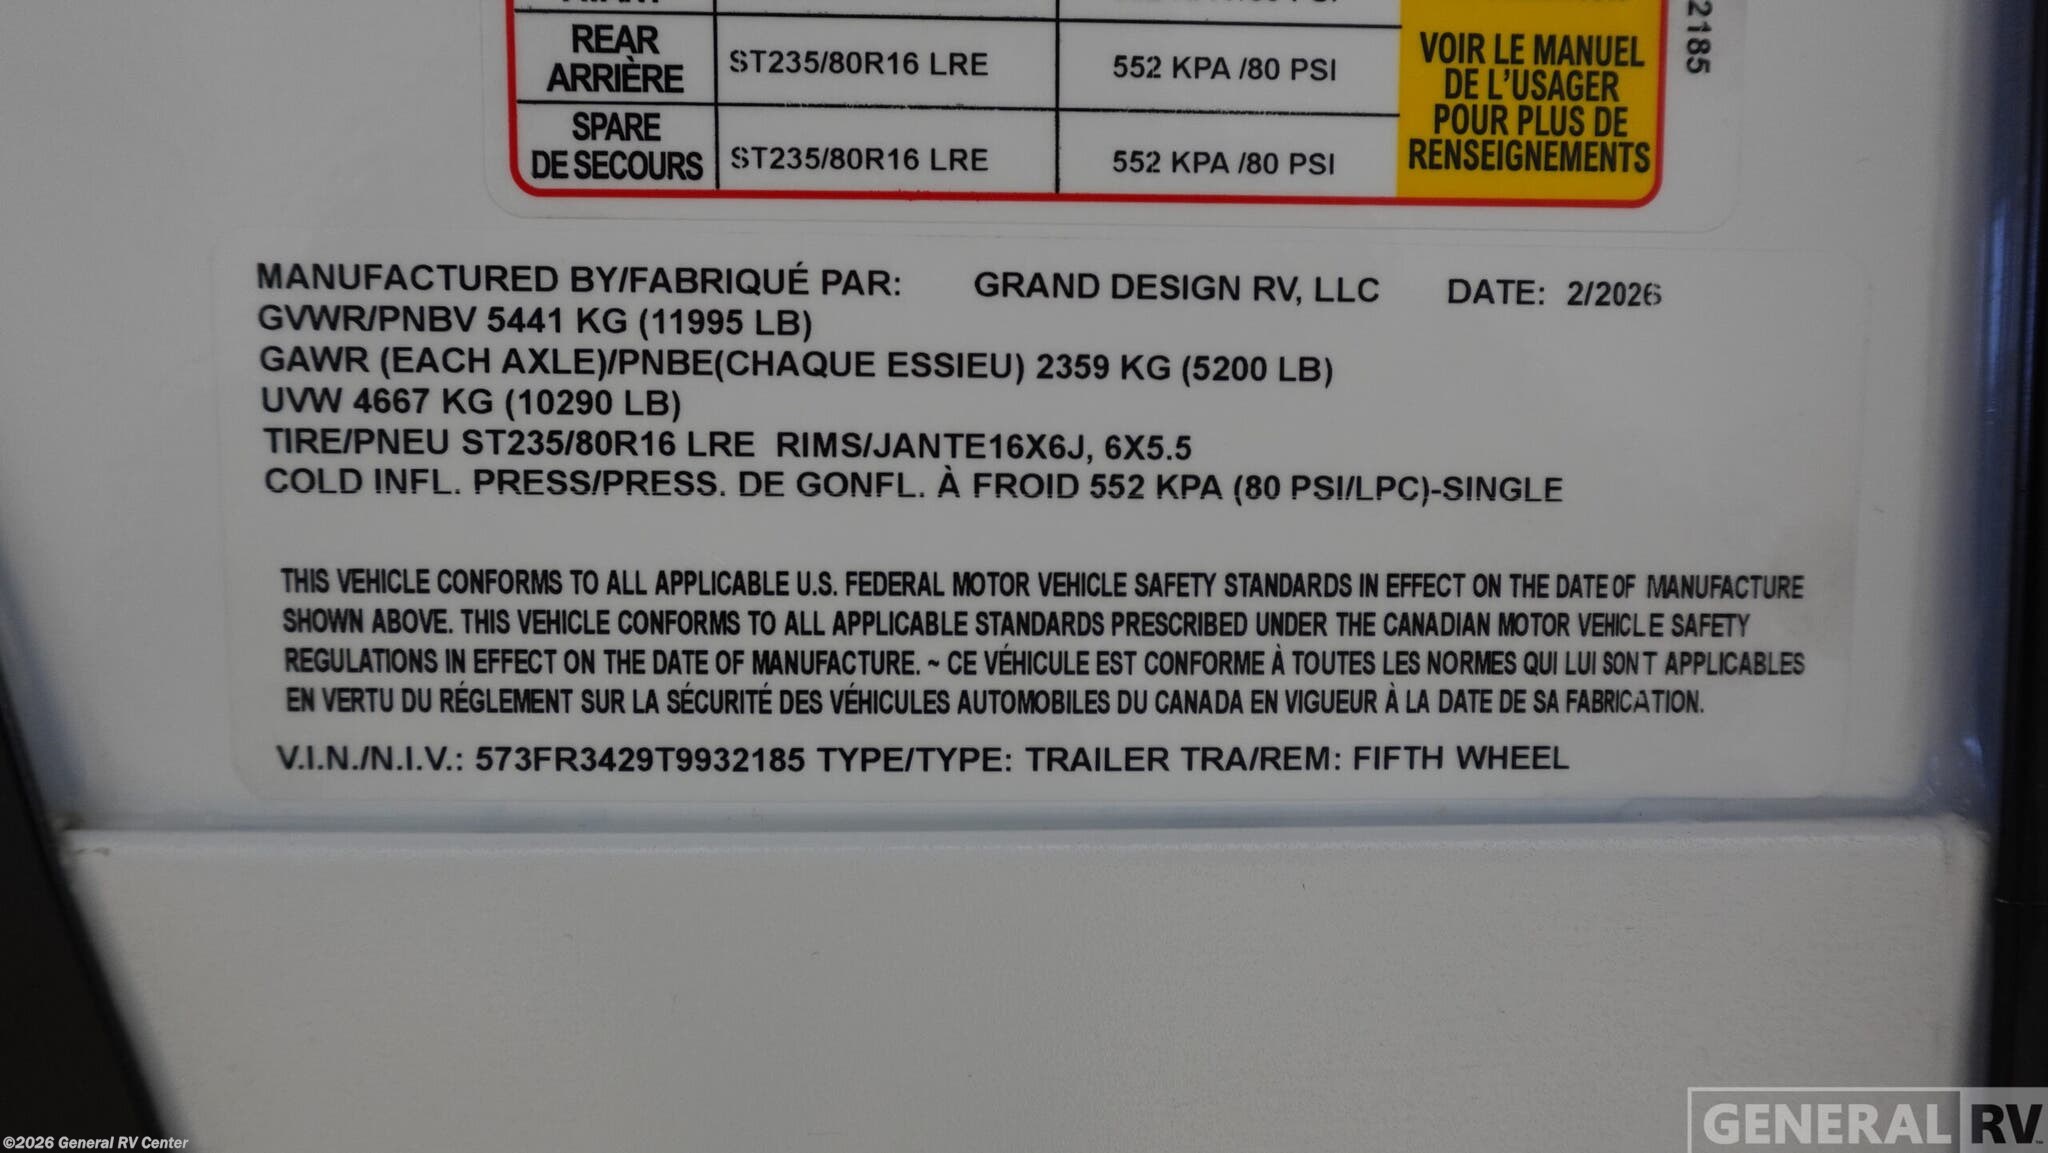 REAR
ARRIÈRE
ST235/80R16 LRE
552 KPA /80 PSI
SPARE
DE SECOURS
ST235/80R16 LRE
552 KPA /80 PSI
VOIR LE MANUEL
DE L'USAGER
POUR PLUS DE
RENSEIGNEMENTS
2185
MANUFACTURED BY/FABRIQUÉ PAR: GRAND DESIGN RV, LLC DATE: 2/2026
GVWR/PNBV 5441 KG (11995 LB)
GAWR (EACH AXLE)/PNBE(CHAQUE ESSIEU) 2359 KG (5200 LB)
UVW 4667 KG (10290 LB)
TIRE/PNEU ST235/80R16 LRE RIMS/JANTE16X6J, 6X5.5
COLD INFL. PRESS/PRESS. DE GONFL. À FROID 552 KPA (80 PSI/LPC)-SINGLE
THIS VEHICLE CONFORMS TO ALL APPLICABLE U.S. FEDERAL MOTOR VEHICLE SAFETY STANDARDS IN EFFECT ON THE DATE OF MANUFACTURE
SHOWN ABOVE. THIS VEHICLE CONFORMS TO ALL APPLICABLE STANDARDS PRESCRIBED UNDER THE CANADIAN MOTOR VEHICLE SAFETY
REGULATIONS IN EFFECT ON THE DATE OF MANUFACTURE. ~ CE VÉHICULE EST CONFORME À TOUTES LES NORMES QUI LUI SONT APPLICABLES
EN VERTU DU RÉGLEMENT SUR LA SÉCURITÉ DES VÉHICULES AUTOMOBILES DU CANADA EN VIGUEUR À LA DATE DE SA FABRICATION.
V.I.N./N.I.V.: 573FR3429T9932185 TYPE/TYPE: TRAILER TRA/REM: FIFTH WHEEL
©2026 General RV Center
GENERAL RV